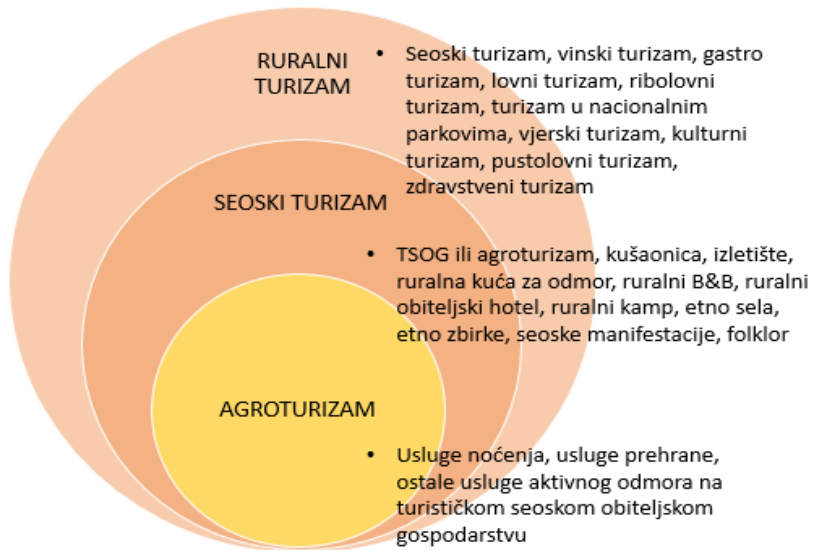 RURALNI
TURIZAM
• Seoski turizam, vinski turizam, gastro
turizam, lovni turizam, ribolovni
turizam, turizam u nacionalnim
parkovima, vjerski turizam, kulturni
turizam, pustolovni turizam,
zdravstveni turizam
SEOSKI TURIZAM
• TSOG ili agroturizam, kušaonica, izletište,
ruralna kuća za odmor, ruralni B&B, ruralni
obiteljski hotel, ruralni kamp, etno sela,
etno zbirke, seoske manifestacije, folklor
AGROTURIZAM
• Usluge noćenja, usluge prehrane,
ostale usluge aktivnog odmora na
turističkom seoskom obiteljskom
gospodarstvu